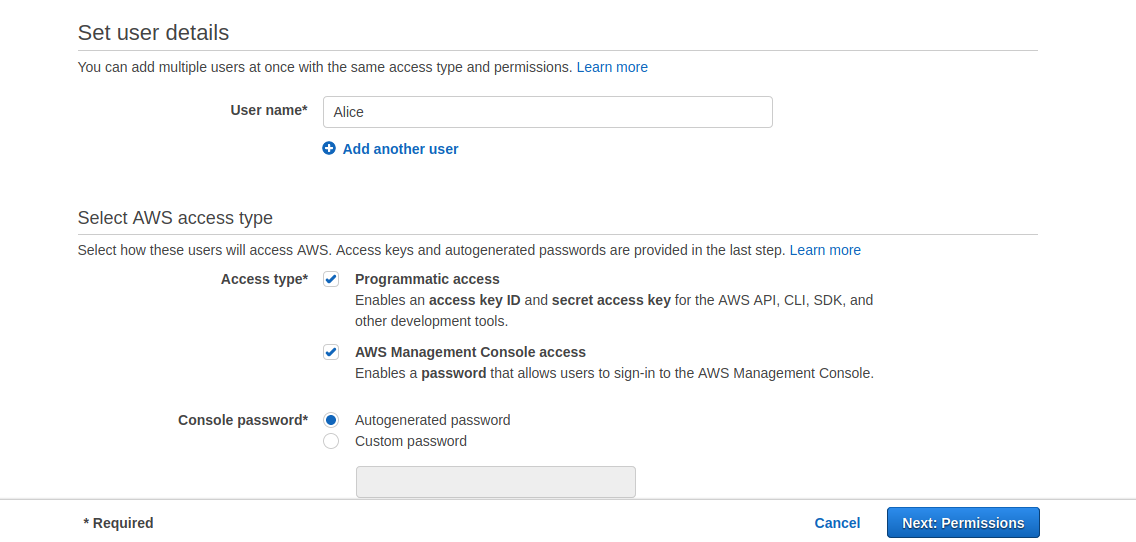 Set user details
You can add multiple users at once with the same access type and permissions. Learn more
User name* Alice
Add another user
Select AWS access type
Select how these users will access AWS. Access keys and autogenerated passwords are provided in the last step. Learn more
Access type* Programmatic access
Enables an access key ID and secret access key for the AWS API, CLI, SDK, and
other development tools.
AWS Management Console access
Enables a password that allows users to sign-in to the AWS Management Console.
Console password* Autogenerated password
Custom password
* Required Cancel Next: Permissions